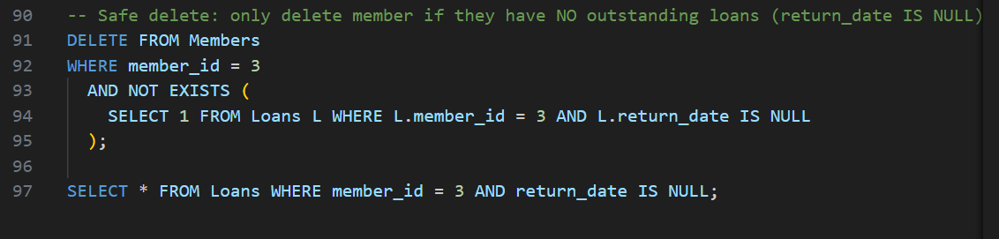 90 -- Safe delete: only delete member if they have NO outstanding loans (return_date IS NULL)
91 DELETE FROM Members
92 WHERE member_id = 3
93   AND NOT EXISTS (
94     SELECT 1 FROM Loans L WHERE L.member_id = 3 AND L.return_date IS NULL
95   );
96
97 SELECT * FROM Loans WHERE member_id = 3 AND return_date IS NULL;